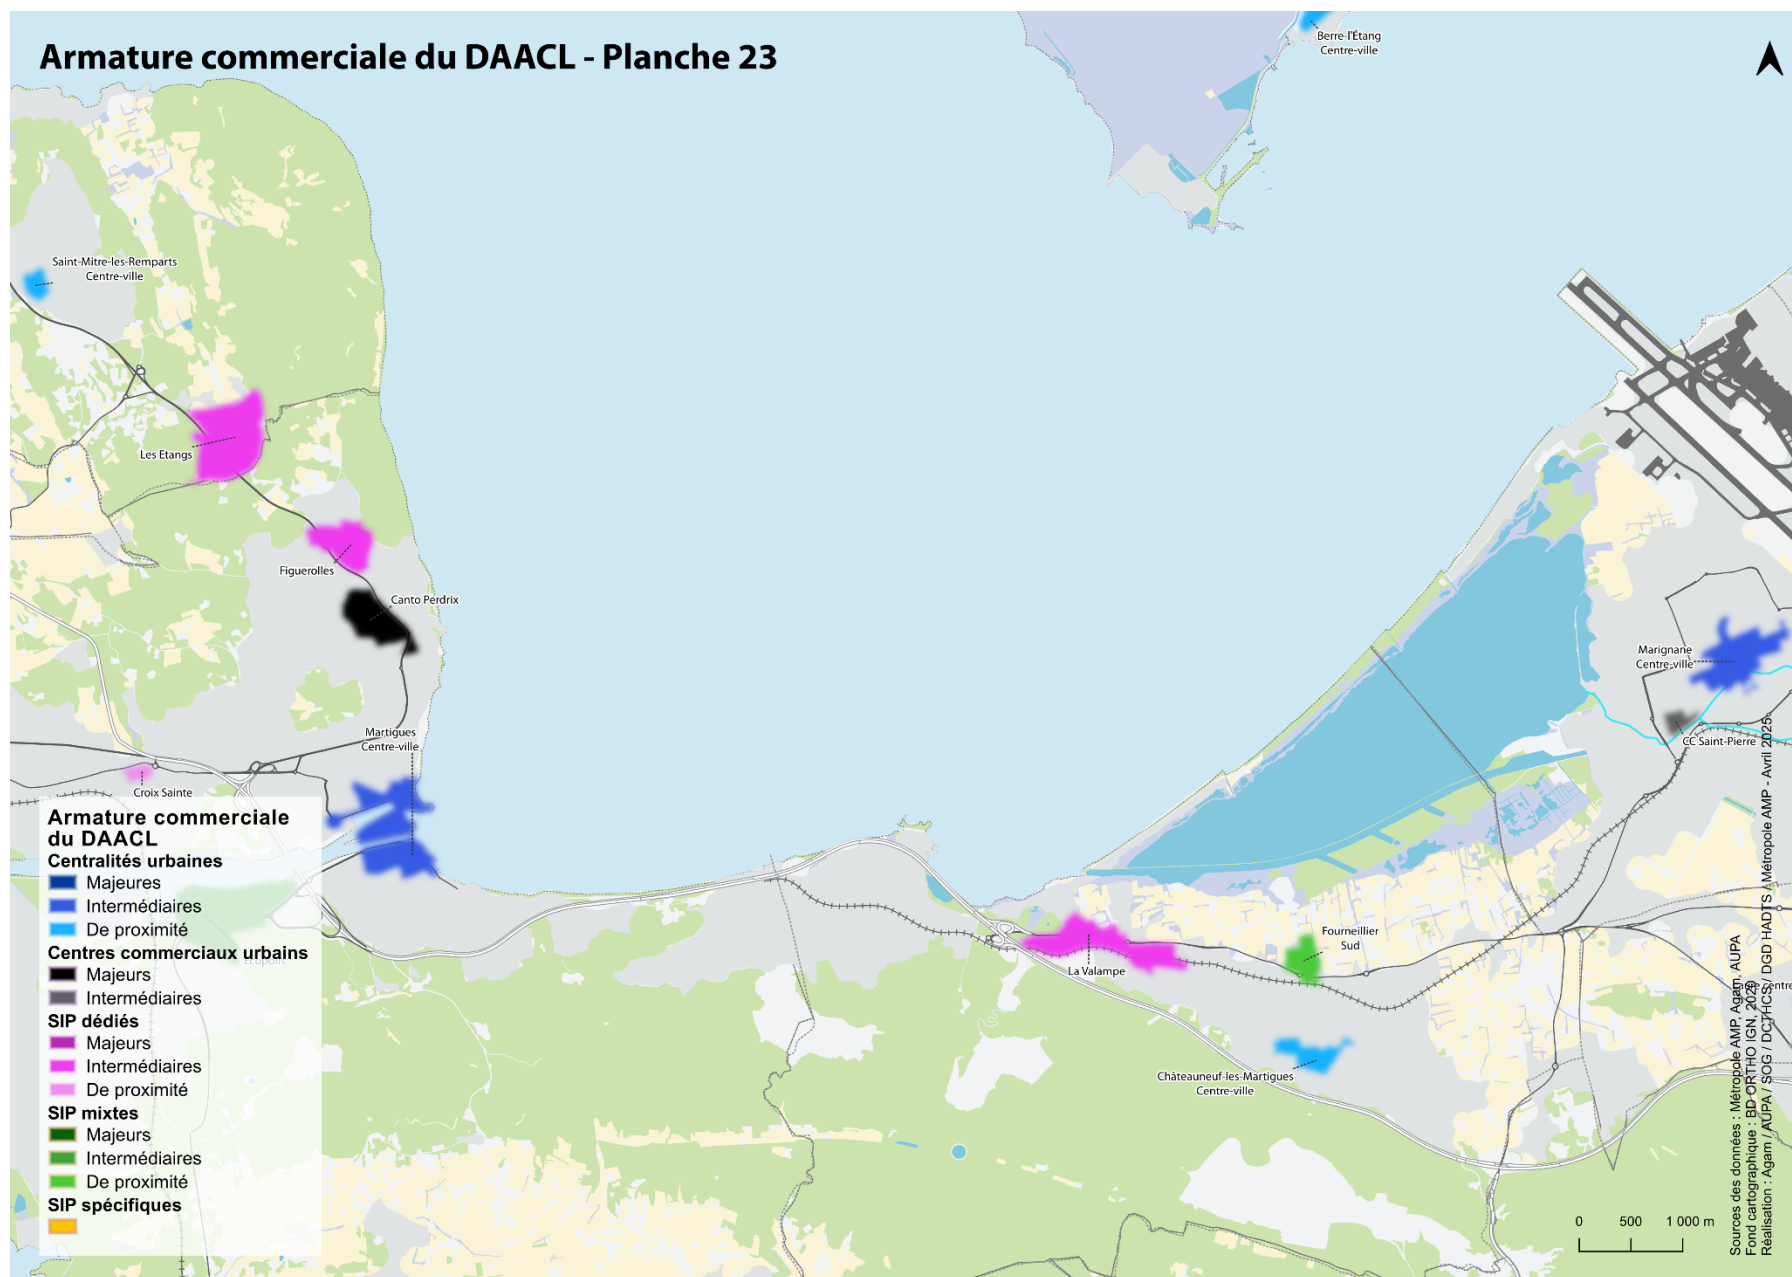 Armature commerciale du DAACL - Planche 23
Berre-l'Étang
Centre-ville
Saint-Mitre-les-Remparts
Centre-ville
Les Etangs
Figuerolles
Canto Perdrix
Martigues
Centre-ville
Croix Sainte
Marignane
Centre-ville
CC Saint-Pierre
Fourneillier
Sud
La Valampe
Châteauneuf-les-Martigues
Centre-ville
Ecopolis
Armature commerciale
du DAACL
Centralités urbaines
Majeures
Intermédiaires
De proximité
Centres commerciaux urbains
Majeurs
Intermédiaires
SIP dédiés
Majeurs
Intermédiaires
De proximité
SIP mixtes
Majeurs
Intermédiaires
De proximité
SIP spécifiques
0 500 1 000 m
Sources des données : Métropole AMP, Agam, AUPA
Fond cartographique : BD ORTHO IGN, 2020
Réalisation : Agam / AUPA / SOG / DCTHCS / DGD HADTS / Métropole AMP - Avril 2025